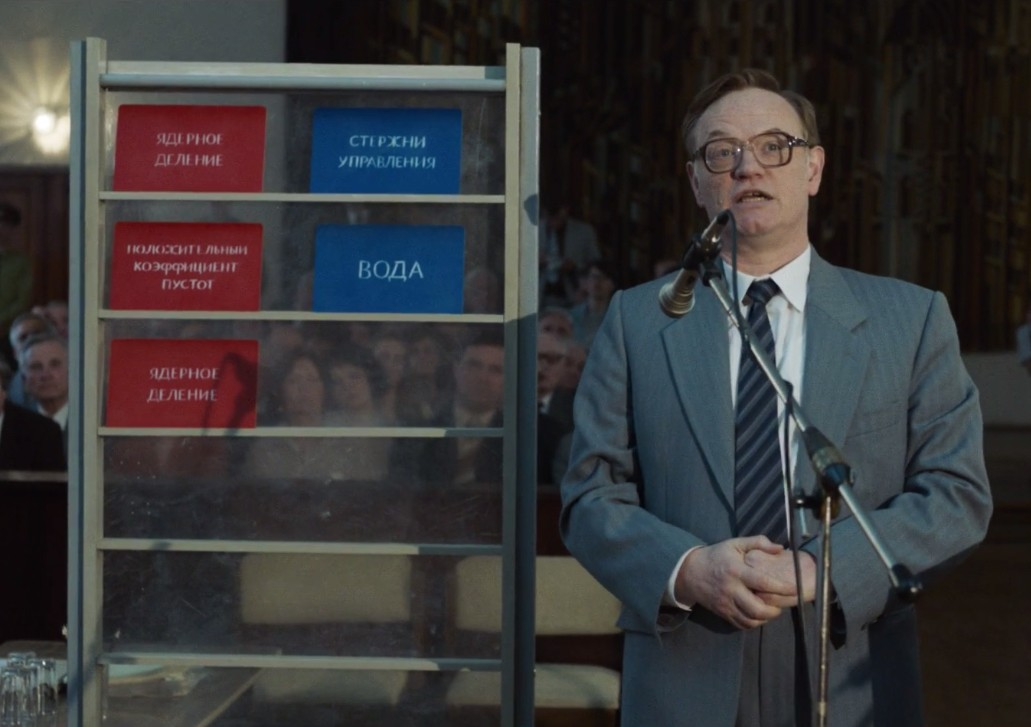 ЯДЕРНОЕ
ДЕЛЕНИЕ
СТЕРЖНИ
УПРАВЛЕНИЯ
ПОЛОЖИТЕЛЬНЫЙ
КОЭФФИЦИЕНТ
ПУСТОТ
ВОДА
ЯДЕРНОЕ
ДЕЛЕНИЕ